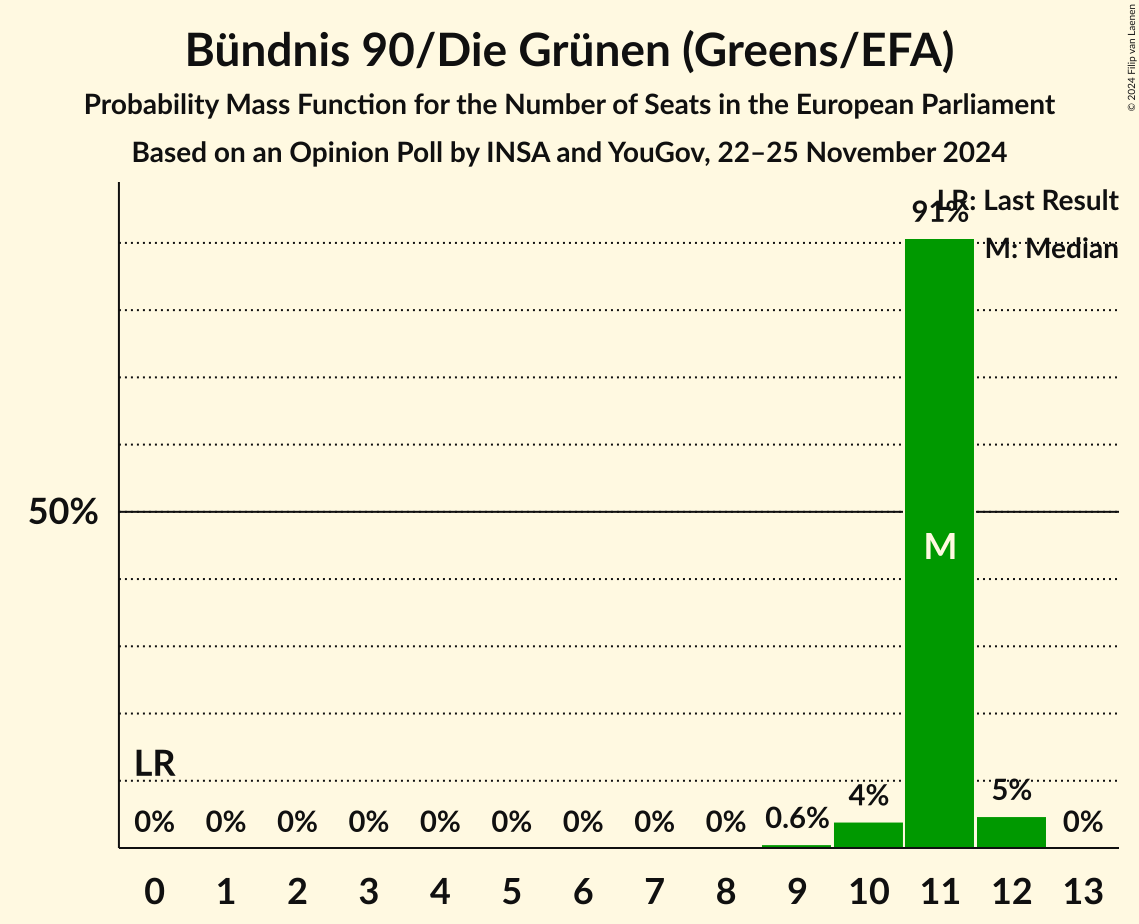 Bündnis 90/Die Grünen (Greens/EFA)
Probability Mass Function for the Number of Seats in the European Parliament
Based on an Opinion Poll by INSA and YouGov, 22–25 November 2024
© 2024 Filip van Laenen
LR: Last Result
91%
M: Median
50%
M
LR
0% 0% 0% 0% 0% 0% 0% 0% 0% 0.6% 4% 5% 0%
0 1 2 3 4 5 6 7 8 9 10 11 12 13